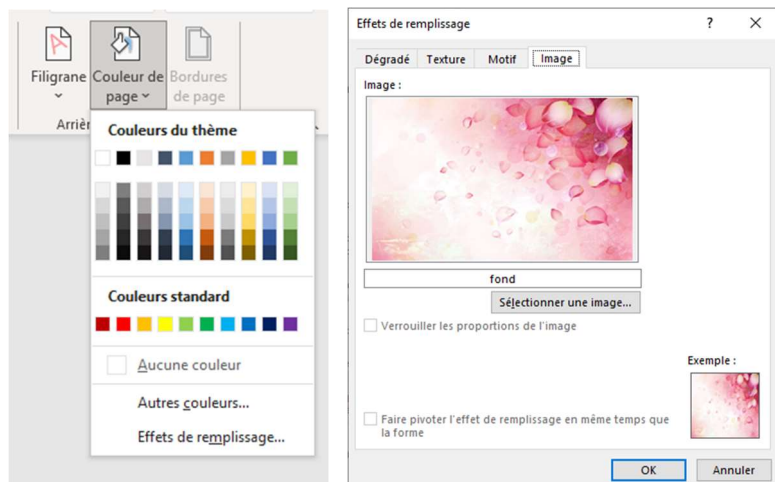 Filigrane
Couleur de
page
Bordures
de page
Arrièr
Couleurs du thème
Couleurs standard
Aucune couleur
Autres couleurs...
Effets de remplissage...
Effets de remplissage
?
Dégradé Texture Motif Image
Image :
fond
Sélectionner une image...
Verrouiller les proportions de l'image
Exemple :
Faire pivoter l'effet de remplissage en même temps que
la forme
OK Annuler